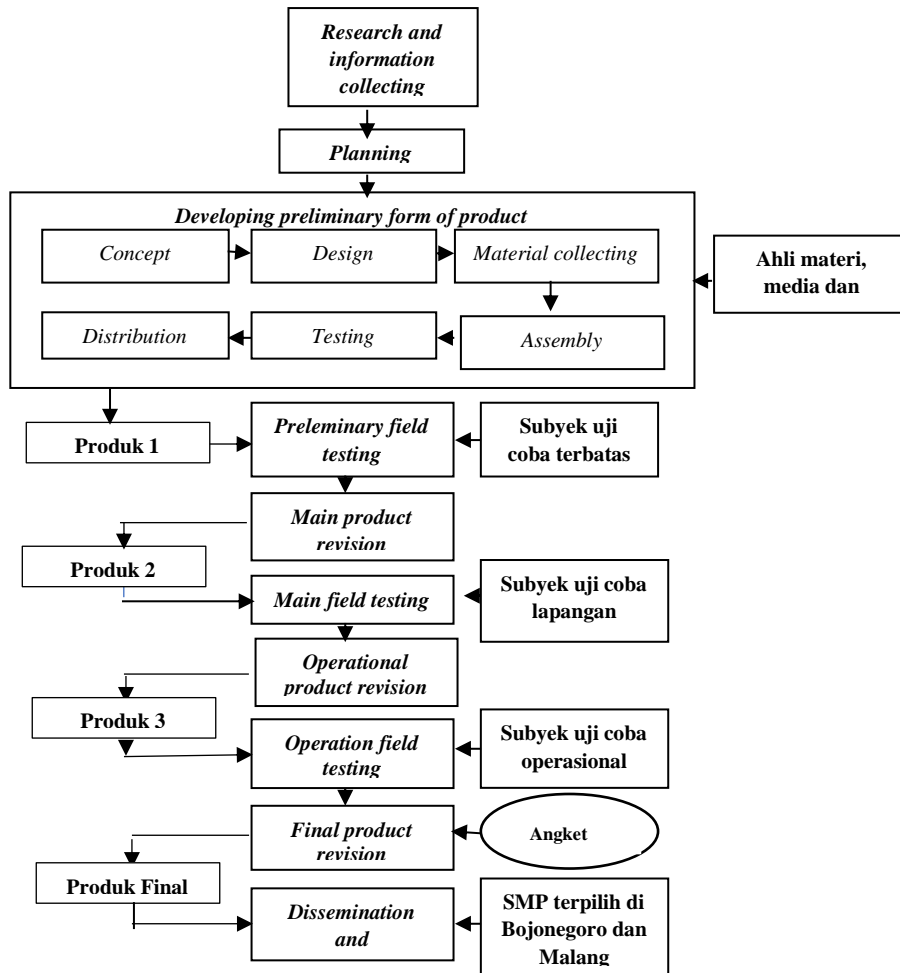 Research and
information
collecting
Planning
Developing preliminary form of product
Concept
Design
Material collecting
Ahli materi,
media dan
Distribution
Testing
Assembly
Produk 1
Preleminary field
testing
Subyek uji
coba terbatas
Main product
revision
Produk 2
Main field testing
Subyek uji coba
lapangan
Operational
product revision
Produk 3
Operation field
testing
Subyek uji coba
operasional
Final product
revision
Angket
Produk Final
Dissemination
and
SMP terpilih di
Bojonegoro dan
Malang